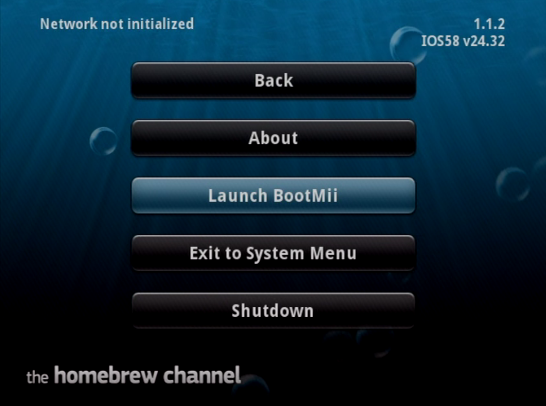 Network not initialized
1.1.2
IOS58 v24.32
Back
About
Launch BootMii
Exit to System Menu
Shutdown
the homebrew channel